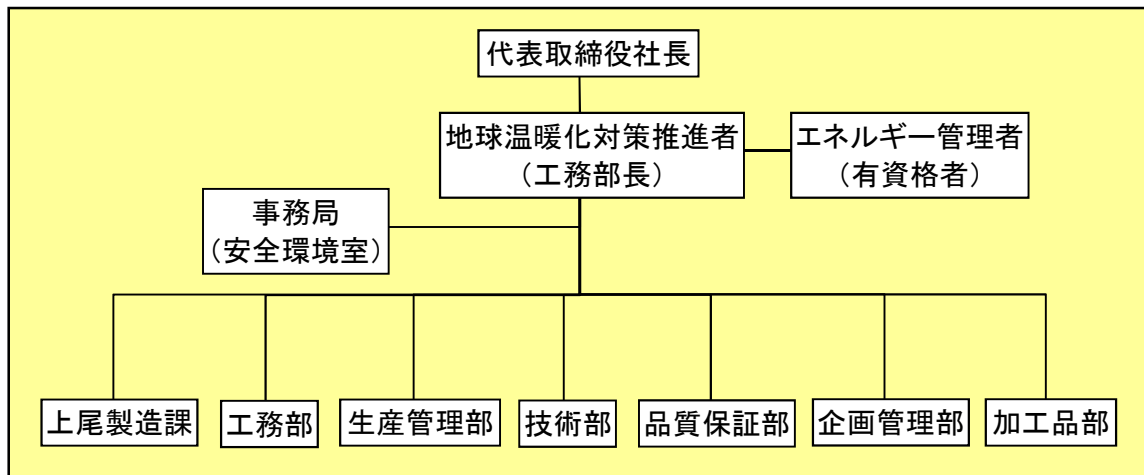 代表取締役社長
地球温暖化対策推進者
（工務部長）
エネルギー管理者
（有資格者）
事務局
（安全環境室）
上尾製造課
工務部
生産管理部
技術部
品質保証部
企画管理部
加工品部